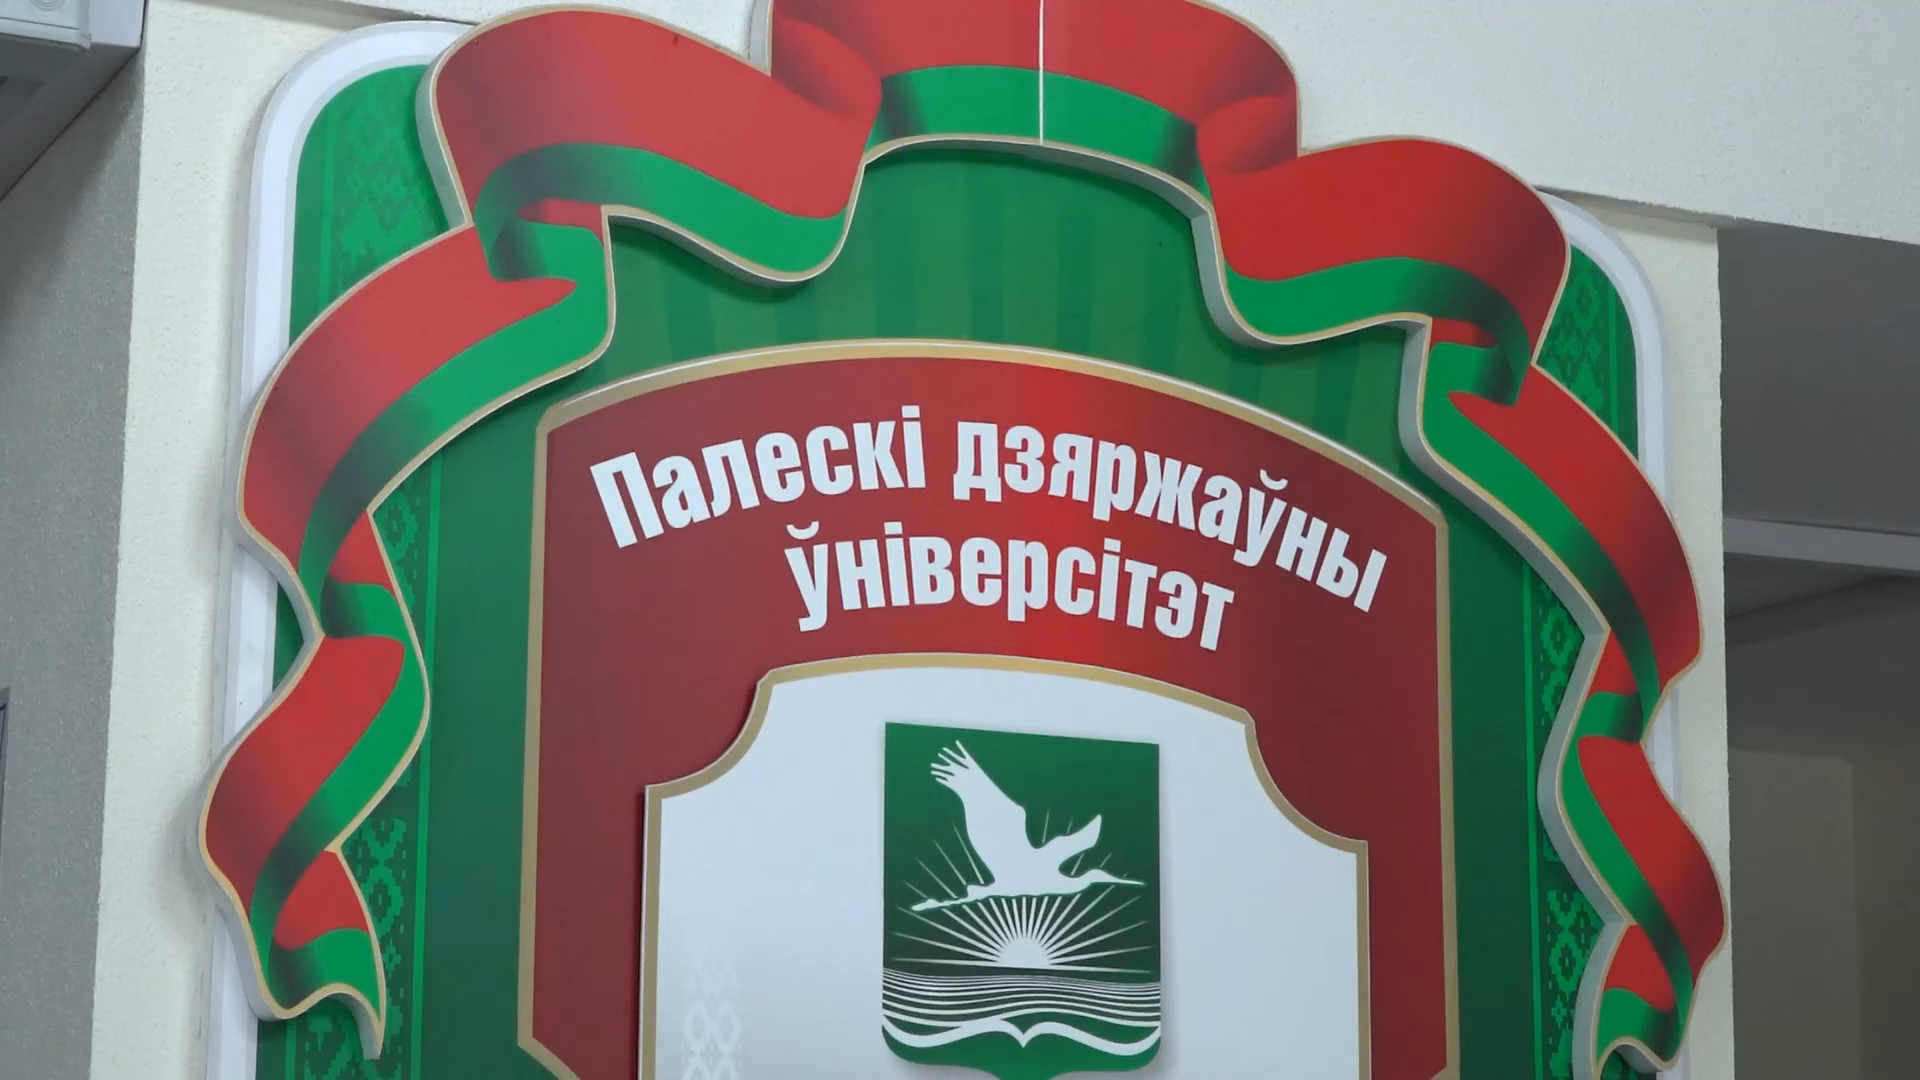 Палескі дзяржаўны
ўніверсітэт